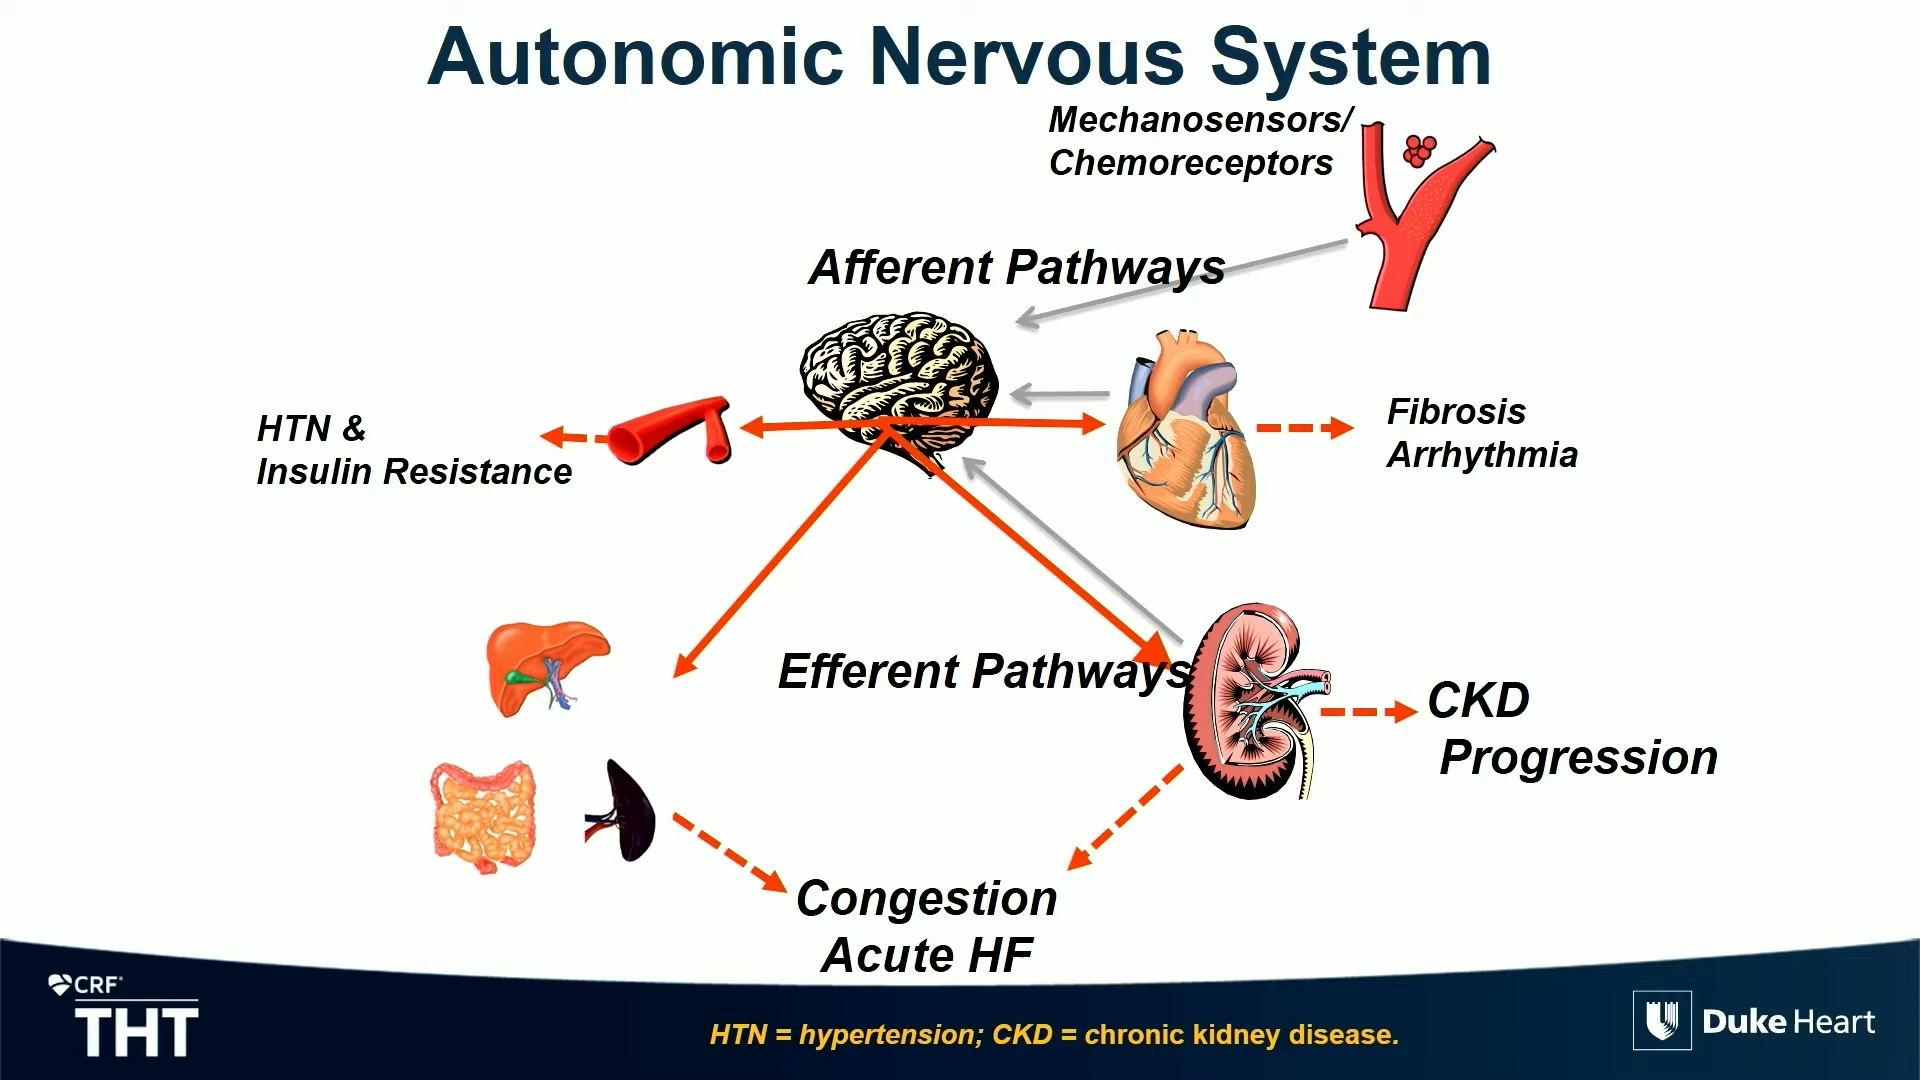 Autonomic Nervous System
Mechanosensors/
Chemoreceptors
Afferent Pathways
HTN &
Insulin Resistance
Fibrosis
Arrhythmia
Efferent Pathways
CKD
Progression
Congestion
Acute HF
CRF®
THT
HTN = hypertension; CKD = chronic kidney disease.
Duke Heart